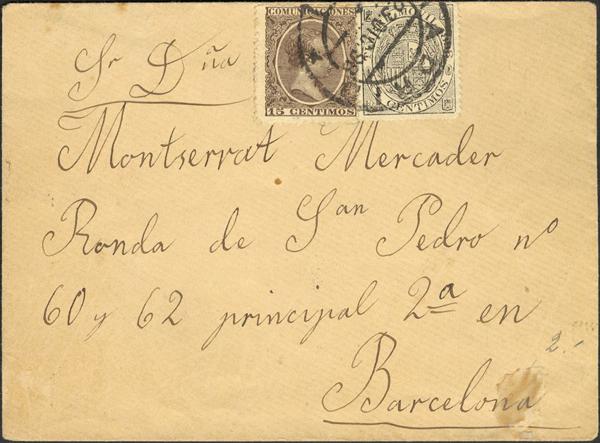 COMUNICACIONES
15 CENTIMOS
CENTIMOS
Sr Dña
Montserrat Mercader
Ronda de San Pedro nº
60 y 62 principal 2ª en
Barcelona
2.-